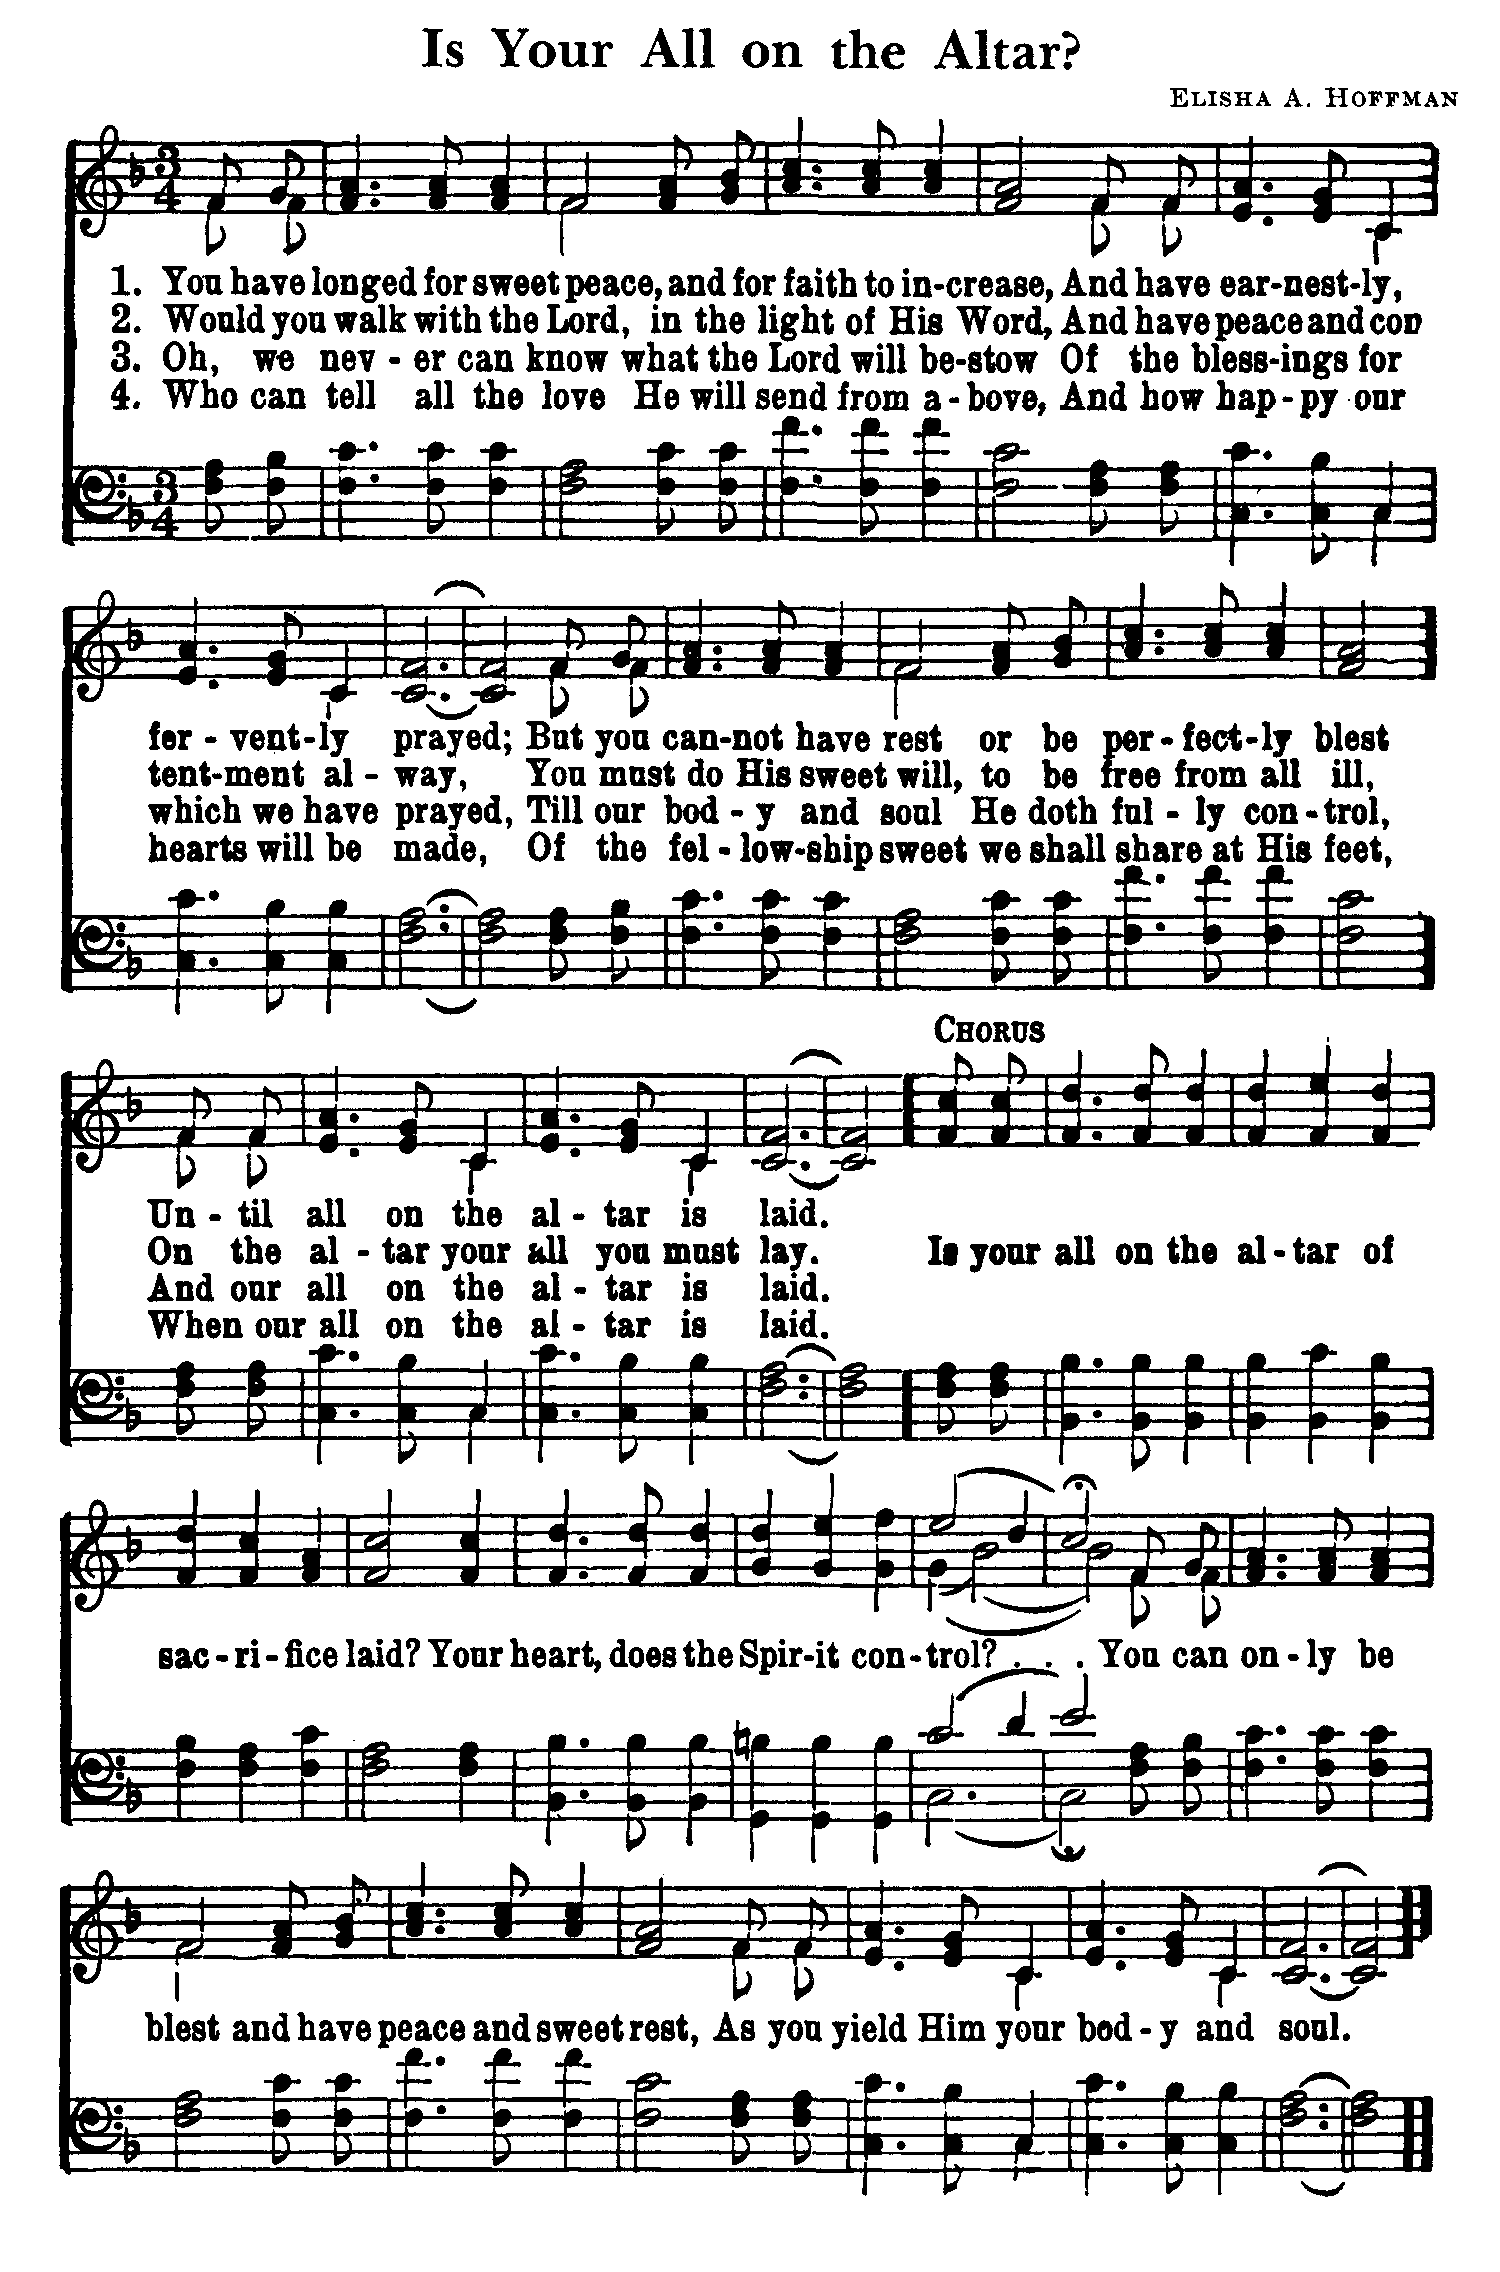 Is Your All on the Altar?
ELISHA A. HOFFMAN
1. You have longed for sweet peace, and for faith to in-crease, And have ear-nest-ly,
2. Would you walk with the Lord, in the light of His Word, And have peace and con
3. Oh, we nev - er can know what the Lord will be-stow Of the bless-ings for
4. Who can tell all the love He will send from a-bove, And how hap-py our
fer - vent-ly prayed; But you can-not have rest or be per-fect-ly blest
tent-ment al - way, You must do His sweet will, to be free from all ill,
which we have prayed, Till our bod - y and soul He doth ful - ly con-trol,
hearts will be made, Of the fel-low-ship sweet we shall share at His feet,
CHORUS
Un - til all on the al - tar is laid.
On the al - tar your all you must lay. Is your all on the al-tar of
And our all on the al - tar is laid.
When our all on the al - tar is laid.
sac-ri-fice laid? Your heart, does the Spir-it con-trol? . . . You can on-ly be
blest and have peace and sweet rest, As you yield Him your bod-y and soul.